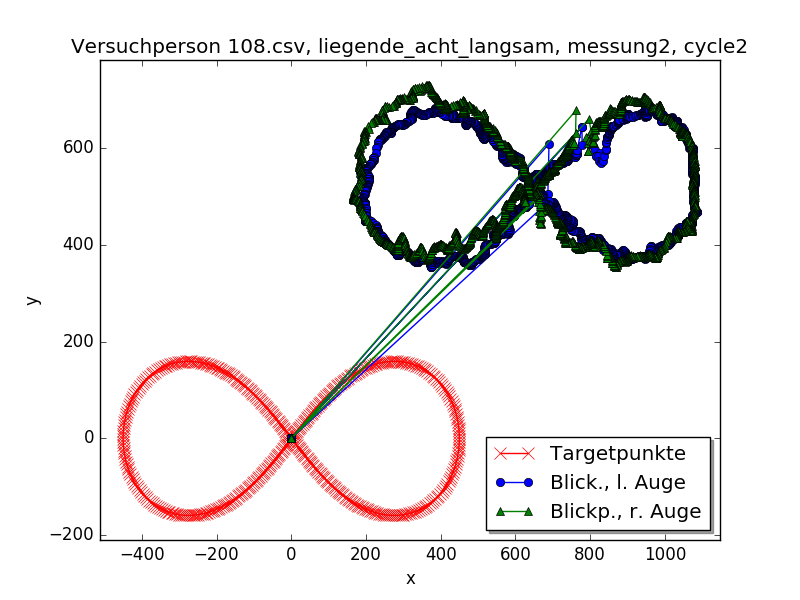 Versuchperson 108.csv, liegende_acht_langsam, messung2, cycle2
y
600
400
200
0
−200
−400
−200
0
200
400
600
800
1000
x
Targetpunkte
Blick., l. Auge
Blickp., r. Auge